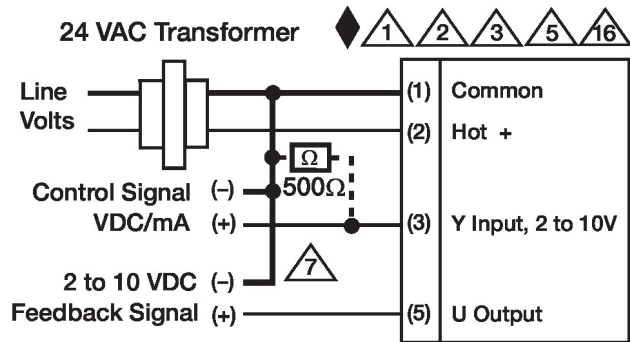 24 VAC Transformer
1 2 3 5 16
Line
Volts
(1) Common
(2) Hot +
Ω
500Ω
Control Signal (–)
VDC/mA (+)
(3) Y Input, 2 to 10V
7
2 to 10 VDC (–)
Feedback Signal (+)
(5) U Output